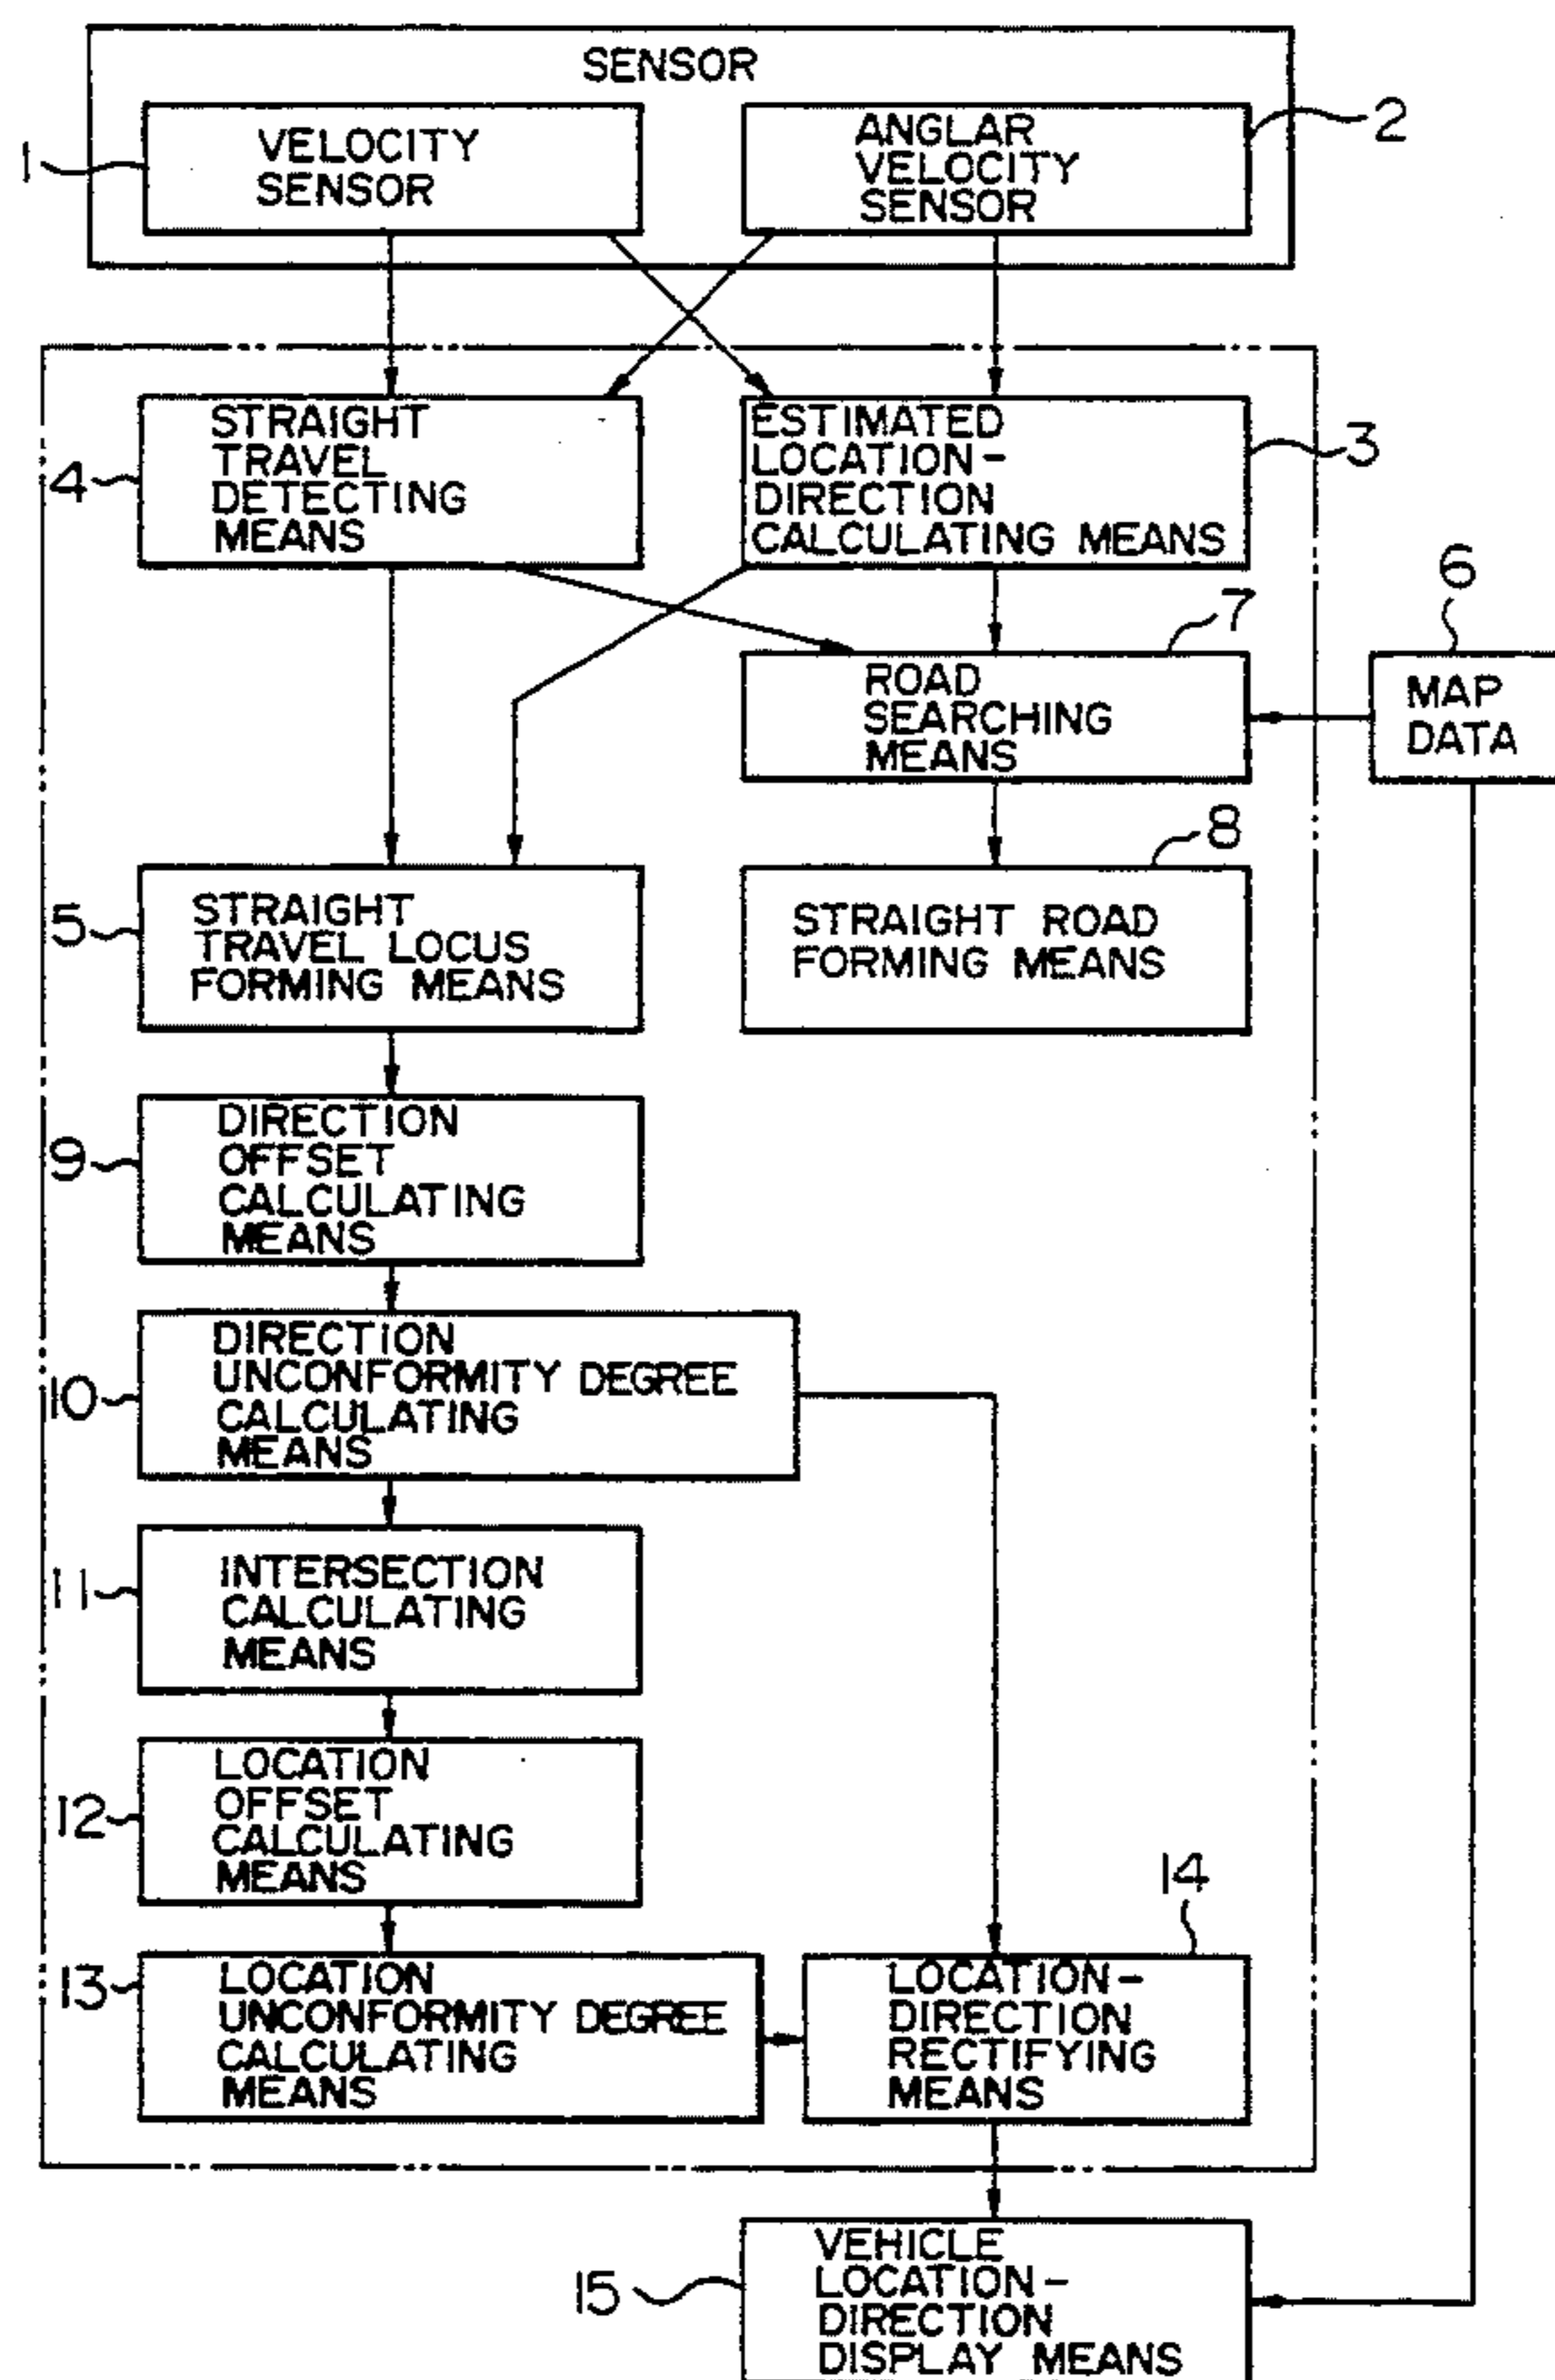 SENSOR
1
VELOCITY
SENSOR
ANGLAR
VELOCITY
SENSOR
2
4
STRAIGHT
TRAVEL
DETECTING
MEANS
ESTIMATED
LOCATION-
DIRECTION
CALCULATING MEANS
3
7
ROAD
SEARCHING
MEANS
6
MAP
DATA
5
STRAIGHT
TRAVEL LOCUS
FORMING MEANS
8
STRAIGHT ROAD
FORMING MEANS
9
DIRECTION
OFFSET
CALCULATING
MEANS
10
DIRECTION
UNCONFORMITY DEGREE
CALCULATING
MEANS
11
INTERSECTION
CALCULATING
MEANS
12
LOCATION
OFFSET
CALCULATING
MEANS
13
LOCATION
UNCONFORMITY DEGREE
CALCULATING
MEANS
14
LOCATION-
DIRECTION
RECTIFYING
MEANS
15
VEHICLE
LOCATION-
DIRECTION
DISPLAY MEANS